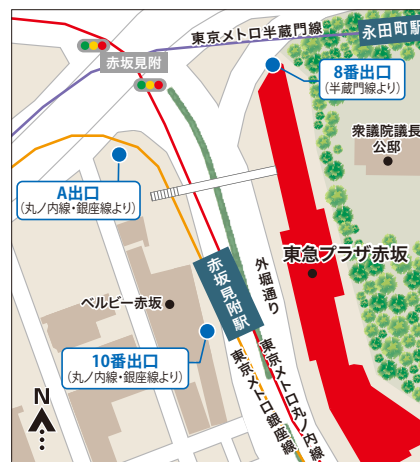 東京メトロ半蔵門線
永田町駅
赤坂見附
8番出口
(半蔵門線より)
衆議院議長
公邸
A出口
(丸ノ内線・銀座線より)
東急プラザ赤坂
外堀通り
赤坂見附駅
ベルビー赤坂
10番出口
(丸ノ内線・銀座線より)
東京メトロ丸ノ内線
東京メトロ銀座線
N